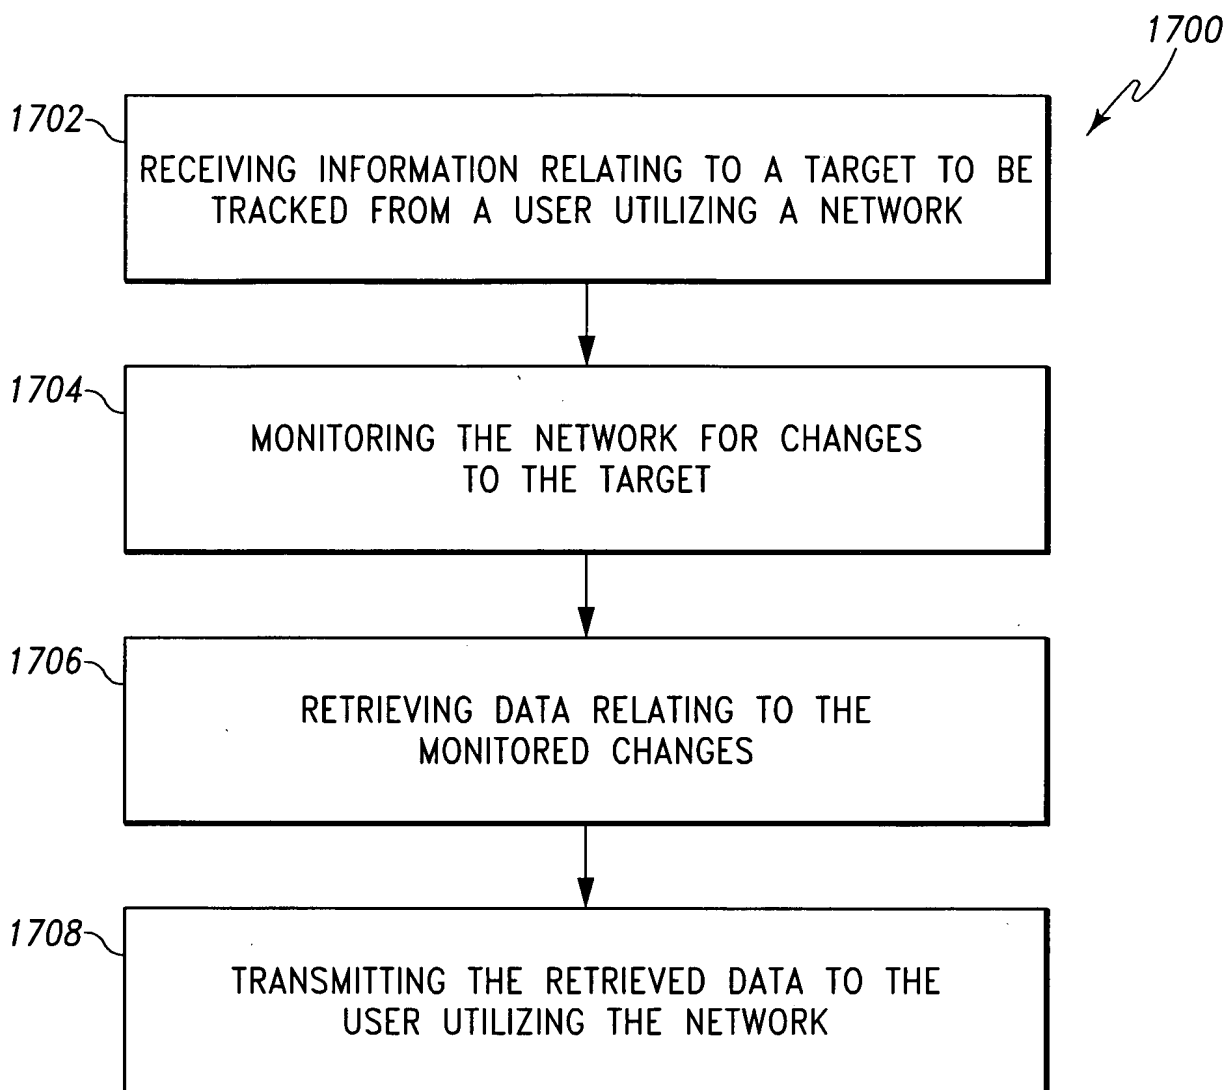 1700
1702
RECEIVING INFORMATION RELATING TO A TARGET TO BE
TRACKED FROM A USER UTILIZING A NETWORK
1704
MONITORING THE NETWORK FOR CHANGES
TO THE TARGET
1706
RETRIEVING DATA RELATING TO THE
MONITORED CHANGES
1708
TRANSMITTING THE RETRIEVED DATA TO THE
USER UTILIZING THE NETWORK